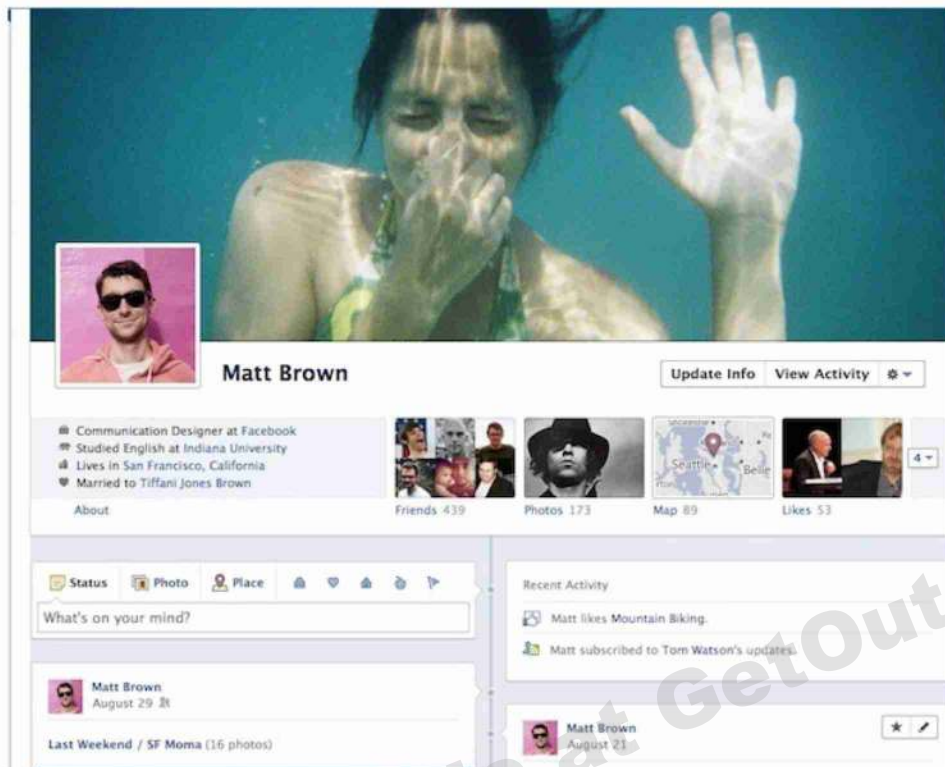 Matt Brown
Update Info
View Activity
Communication Designer at Facebook
Studied English at Indiana University
Lives in San Francisco, California
Married to Tiffani Jones Brown
About
Seattle
Belle
4
Friends 439
Photos 173
Map 89
Likes 53
Status Photo Place
What's on your mind?
Matt Brown
August 29
Last Weekend / SF Moma (16 photos)
Recent Activity
Matt likes Mountain Biking.
Matt subscribed to Tom Watson's updates.
Matt Brown
August 21
at GetOut